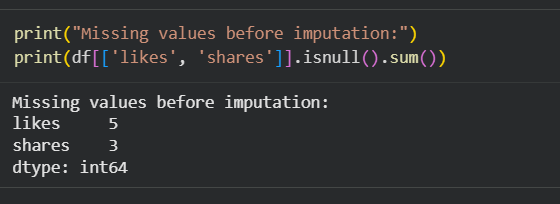 print("Missing values before imputation:")
print(df[['likes', 'shares']].isnull().sum())
Missing values before imputation:
likes     5
shares    3
dtype: int64